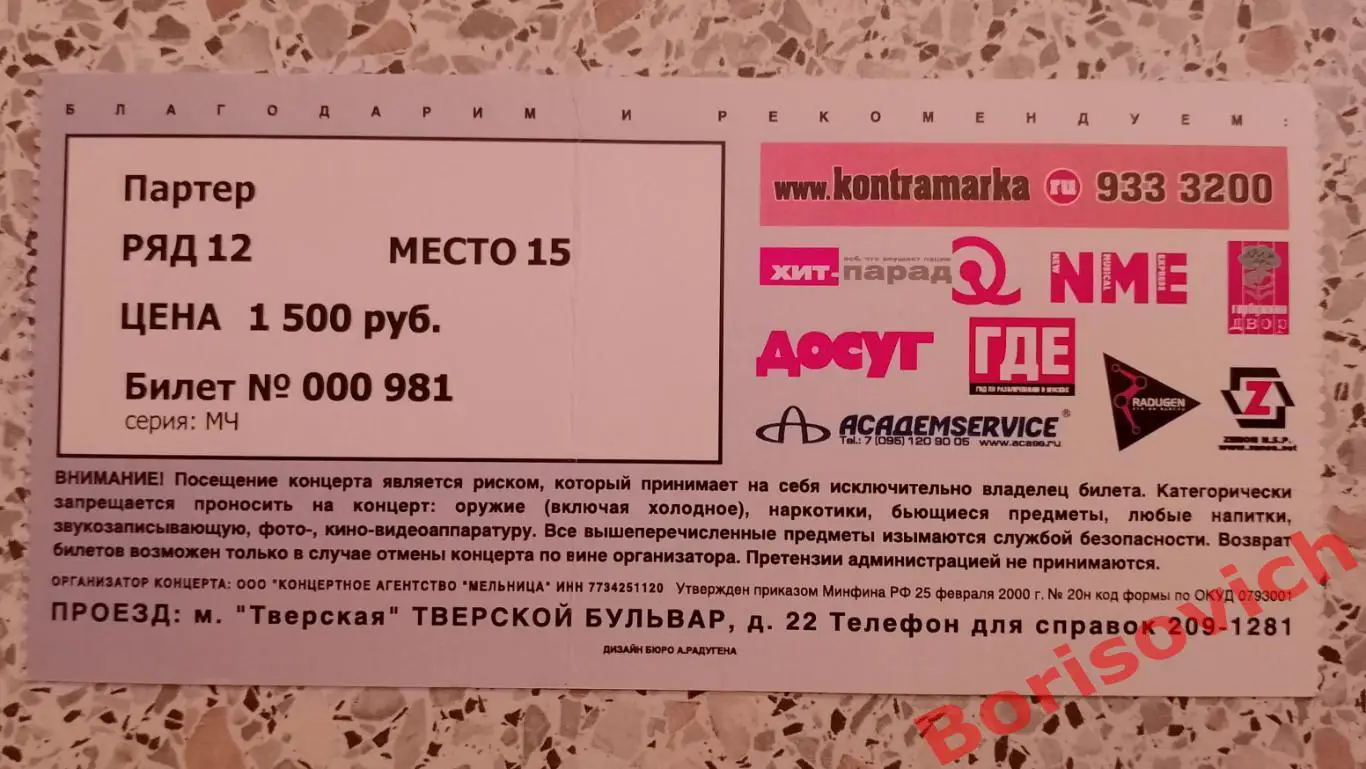 БЛАГОДАРИМ И РЕКОМЕНДУЕМ:
Партер
РЯД 12 МЕСТО 15
ЦЕНА 1 500 руб.
Билет № 000 981
серия: МЧ
www.kontramarka ru 933 3200
ХИТ-парад
NME
NEW MUSICAL EXPRESS
двор
ДОСУГ
ГДЕ
RADUGEN
Z
ACADEMSERVICE®
Tel.: 7 (095) 120 90 05 www.acase.ru
ВНИМАНИЕ! Посещение концерта является риском, который принимает на себя исключительно владелец билета. Категорически
запрещается проносить на концерт: оружие (включая холодное), наркотики, бьющиеся предметы, любые напитки,
звукозаписывающую, фото-, кино-видеоаппаратуру. Все вышеперечисленные предметы изымаются службой безопасности. Возврат
билетов возможен только в случае отмены концерта по вине организатора. Претензии администрацией не принимаются.
ОРГАНИЗАТОР КОНЦЕРТА: ООО "КОНЦЕРТНОЕ АГЕНТСТВО "МЕЛЬНИЦА" ИНН 7734251120 Утвержден приказом Минфина РФ 25 февраля 2000 г. № 20н код формы по ОКУД 0793001
ПРОЕЗД: м. "Тверская" ТВЕРСКОЙ БУЛЬВАР, д. 22 Телефон для справок 209-1281
ДИЗАЙН БЮРО А.РАДУГЕНА
Borisovich